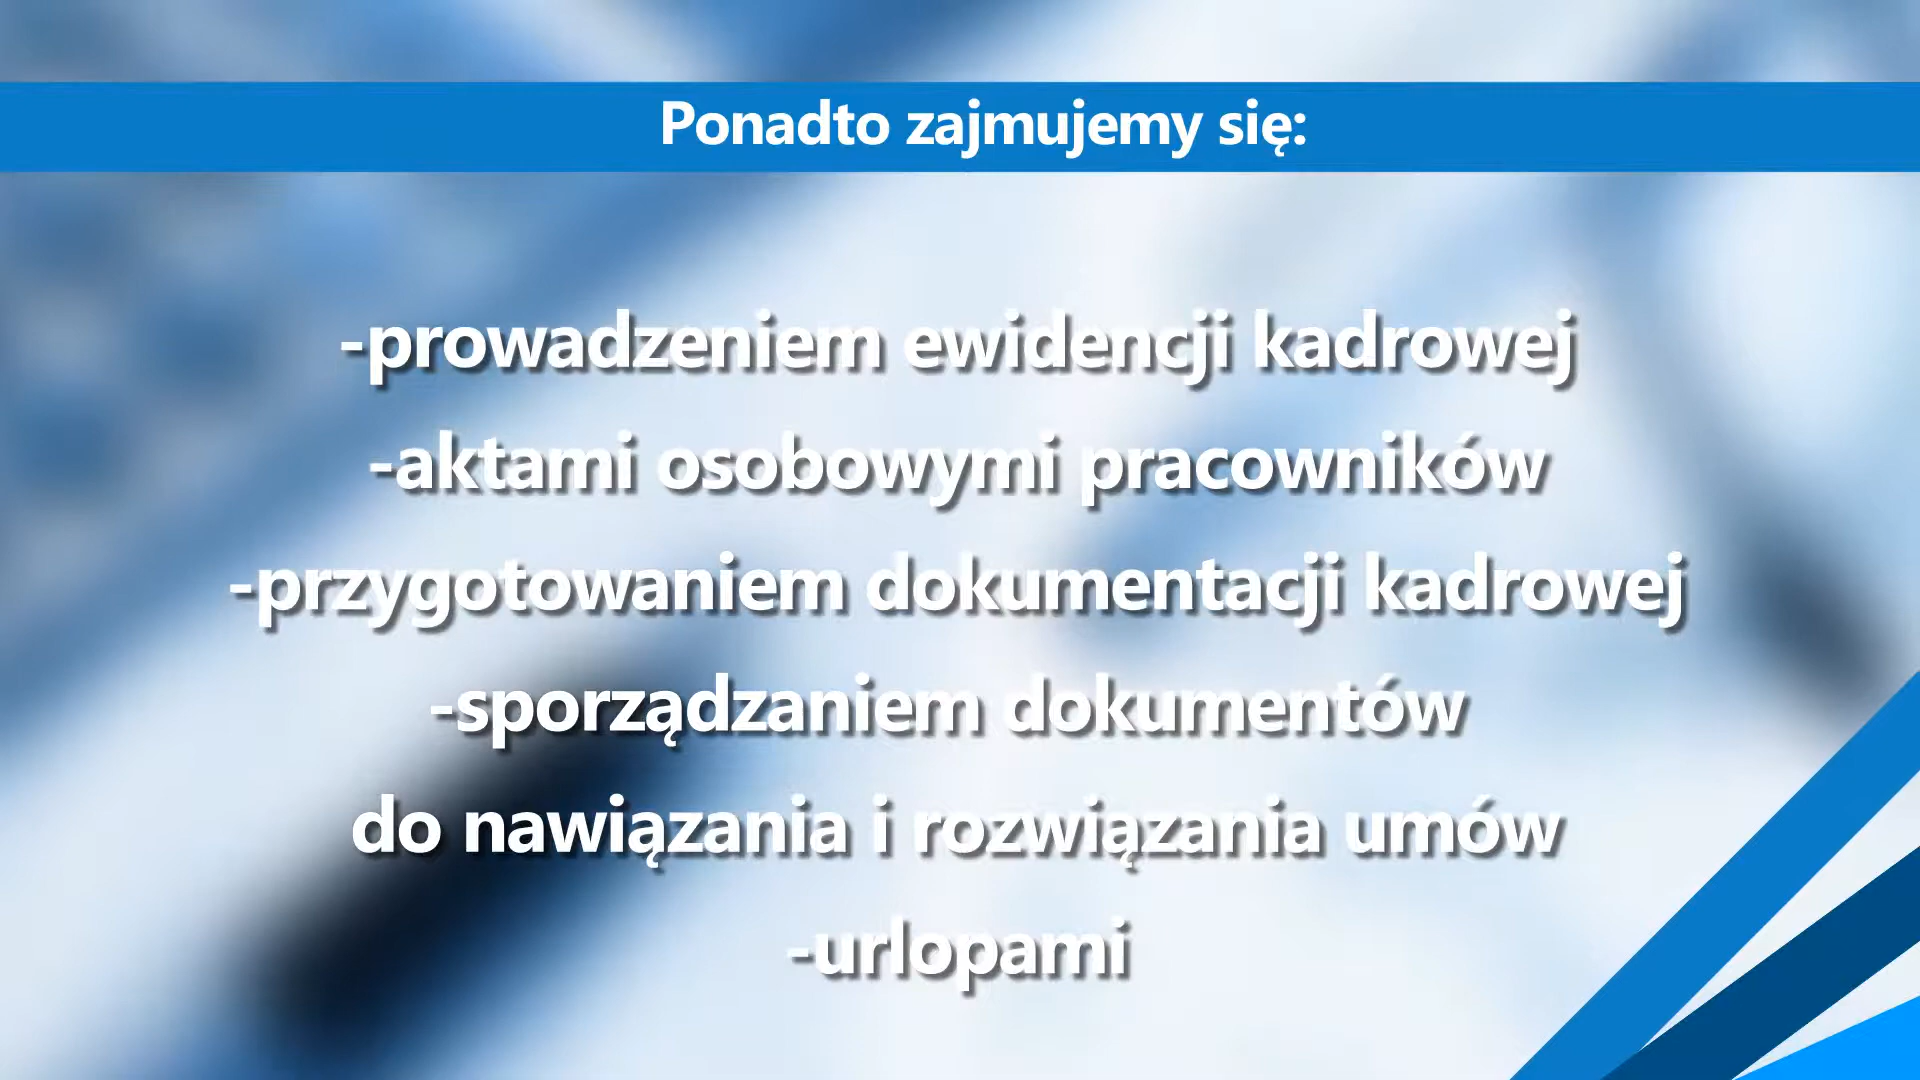 Ponadto zajmujemy się:
-prowadzeniem ewidencji kadrowej
-aktami osobowymi pracowników
-przygotowaniem dokumentacji kadrowej
-sporządzaniem dokumentów
do nawiązania i rozwiązania umów
-urlopami